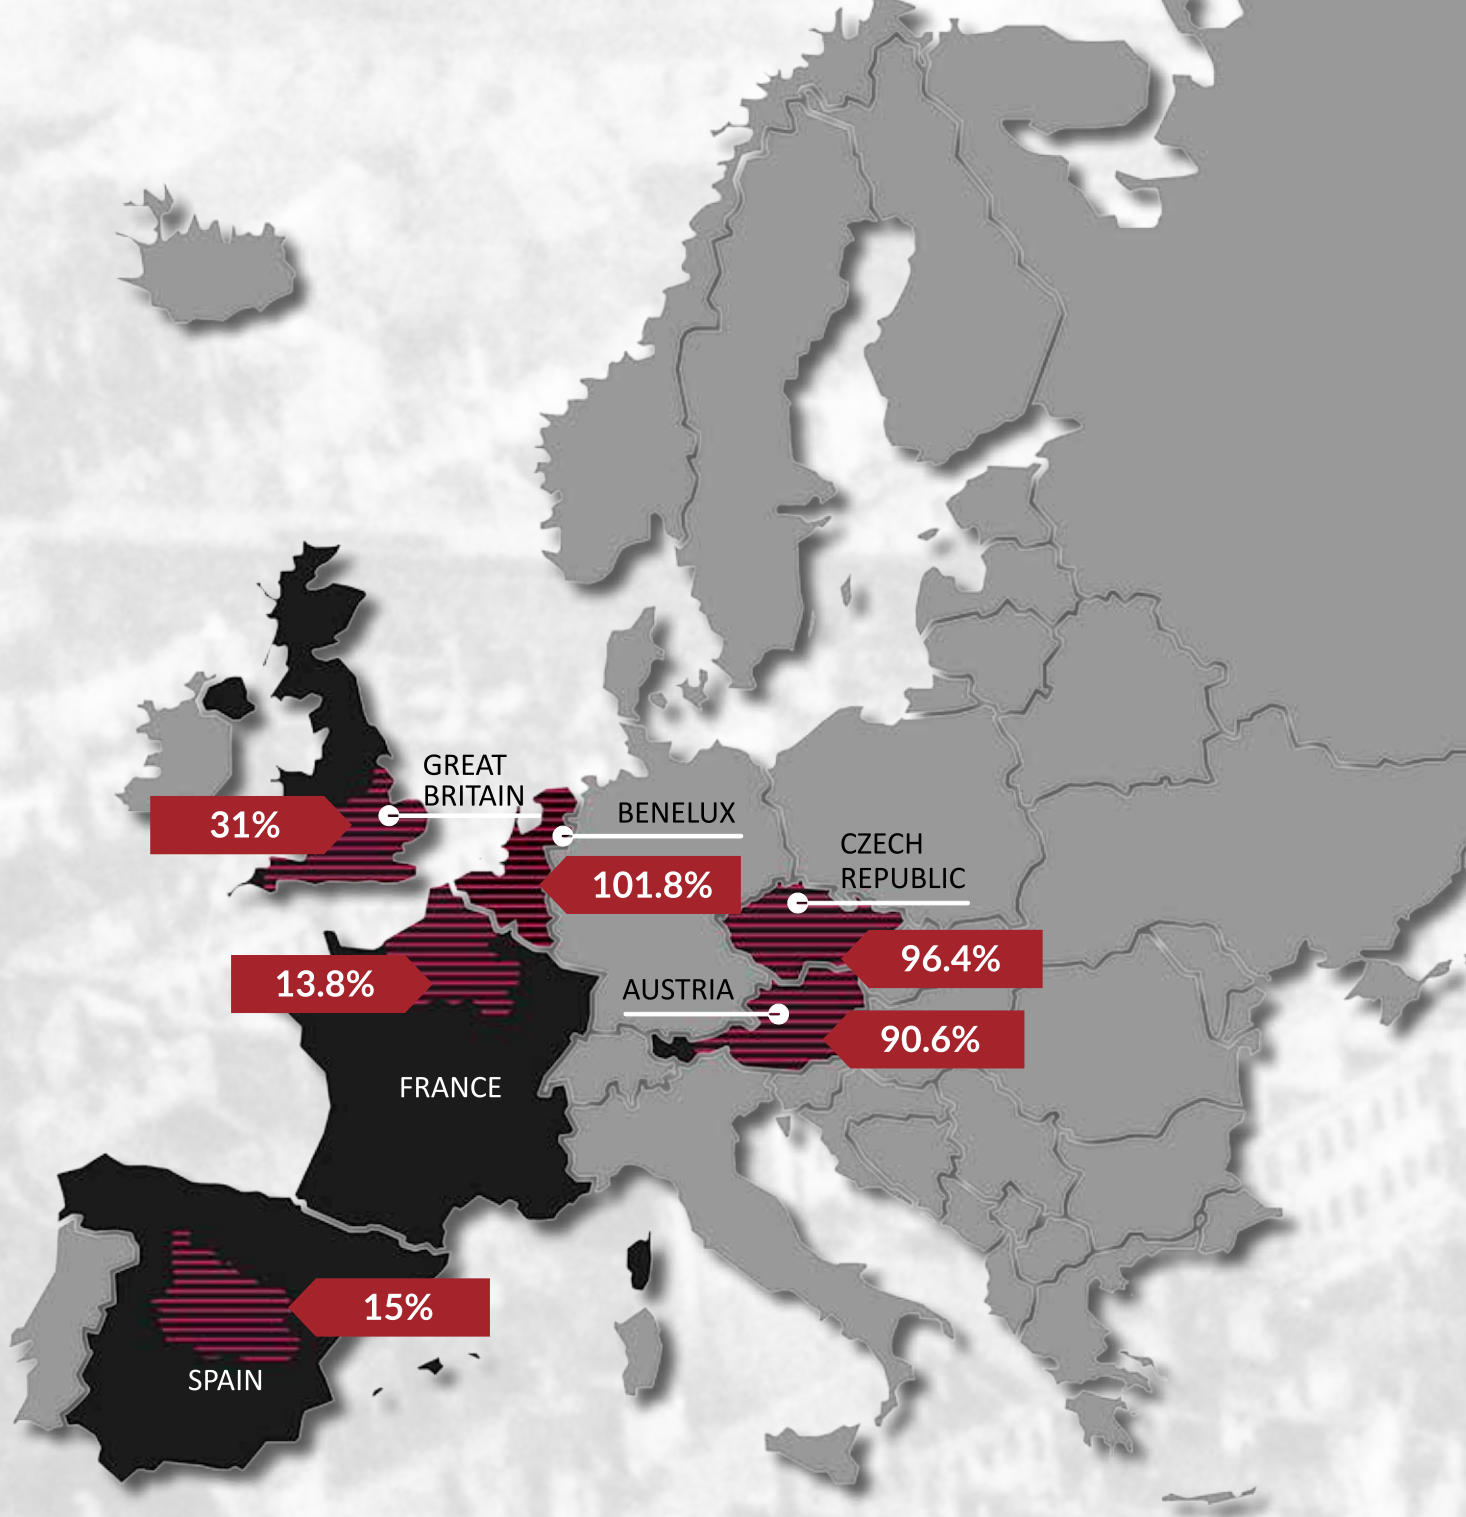 GREAT
BRITAIN
31%
BENELUX
101.8%
CZECH
REPUBLIC
96.4%
13.8%
AUSTRIA
90.6%
FRANCE
15%
SPAIN